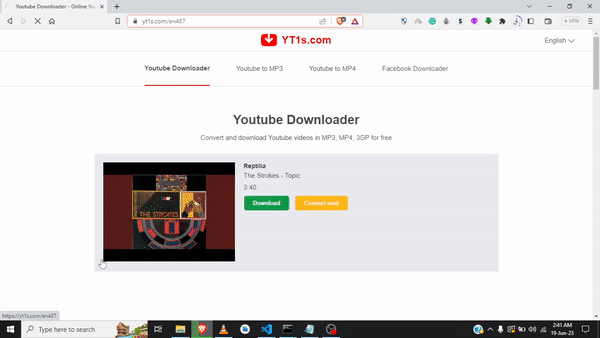 Youtube Downloader - Online You
yt1s.com/en487
VPN
YT1s.com
English
Youtube Downloader
Youtube to MP3
Youtube to MP4
Facebook Downloader
Youtube Downloader
Convert and download Youtube videos in MP3, MP4, 3GP for free
Reptilia
The Strokes - Topic
3:40
Download
Convert next
THE STROKES
https://yt1s.com/en487
Type here to search
2:41 AM
19-Jun-23